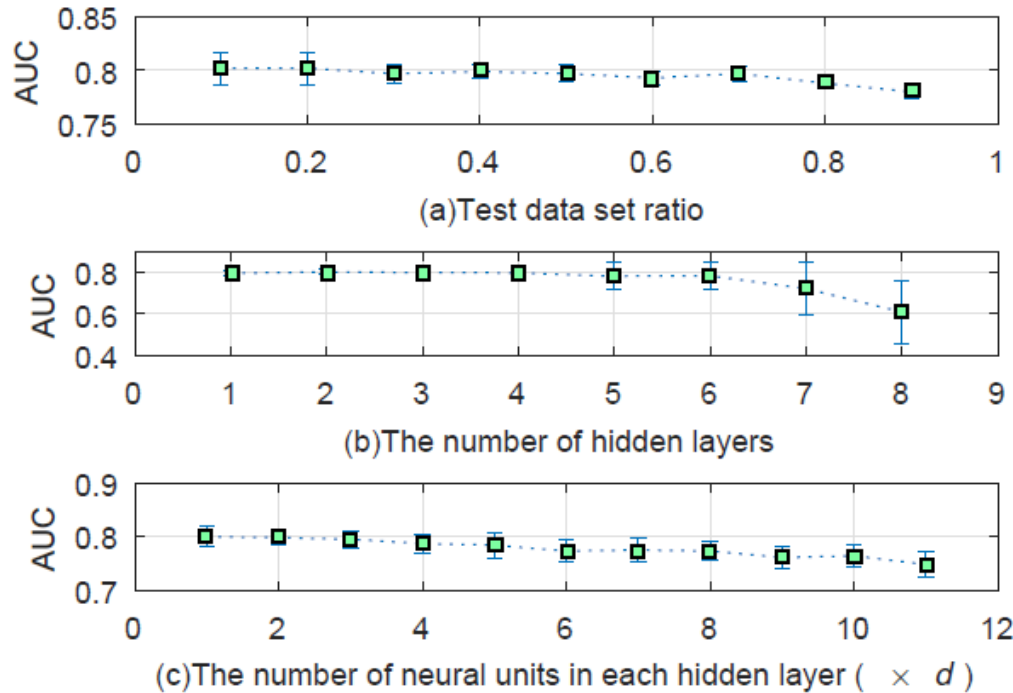 0.85
0.8
0.75
AUC
0 0.2 0.4 0.6 0.8 1
(a)Test data set ratio
0.8
0.6
0.4
AUC
0 1 2 3 4 5 6 7 8 9
(b)The number of hidden layers
0.9
0.8
0.7
AUC
0 2 4 6 8 10 12
(c)The number of neural units in each hidden layer ( × d )